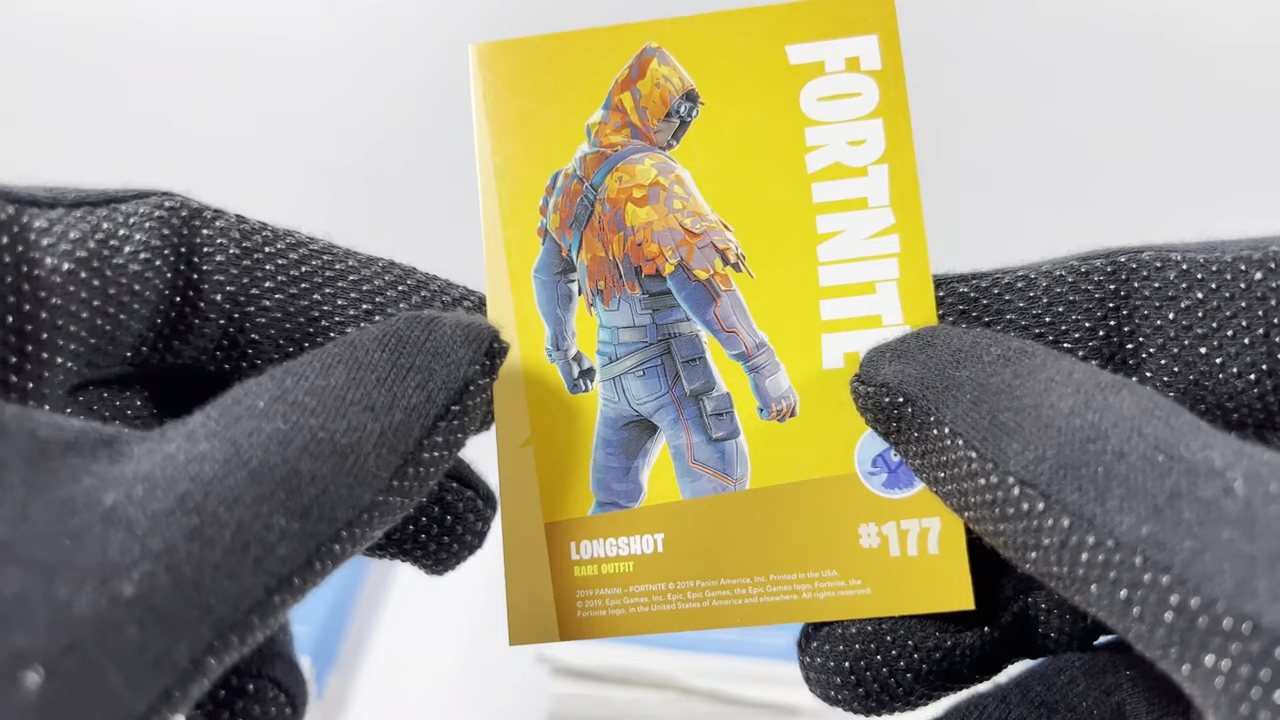 FORTNITE
LONGSHOT
RARE OUTFIT
#177
2019 PANINI – FORTNITE © 2019 Panini America, Inc. Printed in the USA.
© 2019, Epic Games, Inc. Epic, Epic Games, the Epic Games logo, Fortnite, the
Fortnite logo, in the United States of America and elsewhere. All rights reserved.